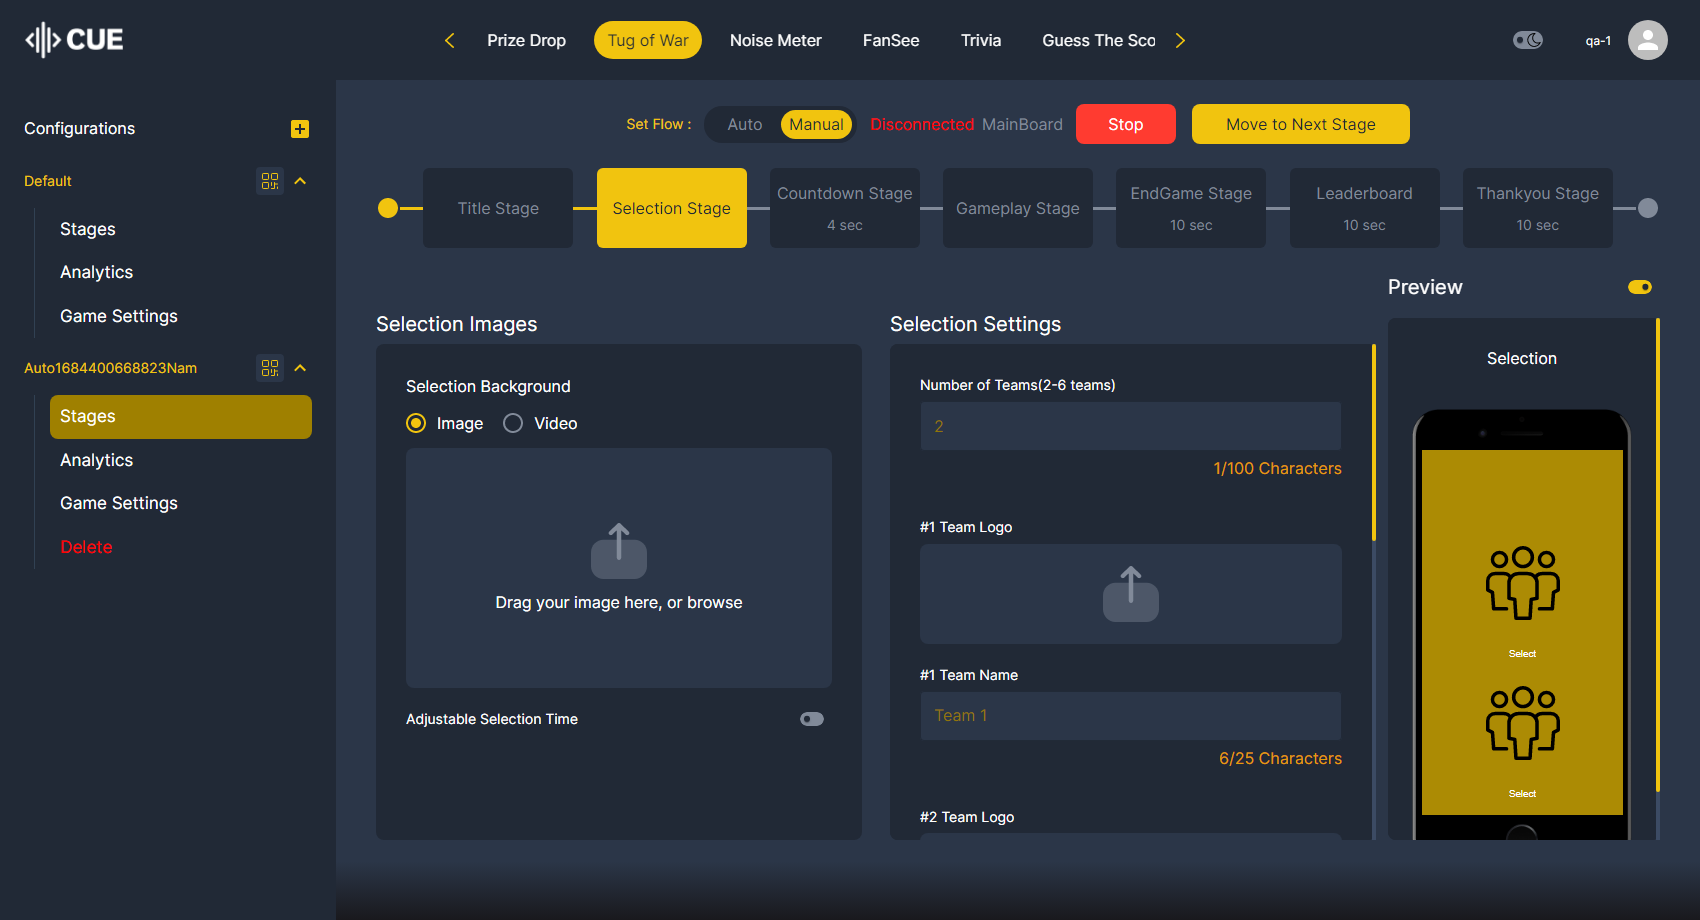 CUE
Prize Drop
Tug of War
Noise Meter
FanSee
Trivia
Guess The Sco
qa-1
Configurations
Default
Stages
Analytics
Game Settings
Auto1684400668823Nam
Stages
Analytics
Game Settings
Delete
Set Flow :
Auto
Manual
Disconnected MainBoard
Stop
Move to Next Stage
Title Stage
Selection Stage
Countdown Stage
4 sec
Gameplay Stage
EndGame Stage
10 sec
Leaderboard
10 sec
Thankyou Stage
10 sec
Selection Images
Selection Background
Image
Video
Drag your image here, or browse
Adjustable Selection Time
Selection Settings
Number of Teams(2-6 teams)
2
1/100 Characters
#1 Team Logo
#1 Team Name
Team 1
6/25 Characters
#2 Team Logo
Preview
Selection
Select
Select